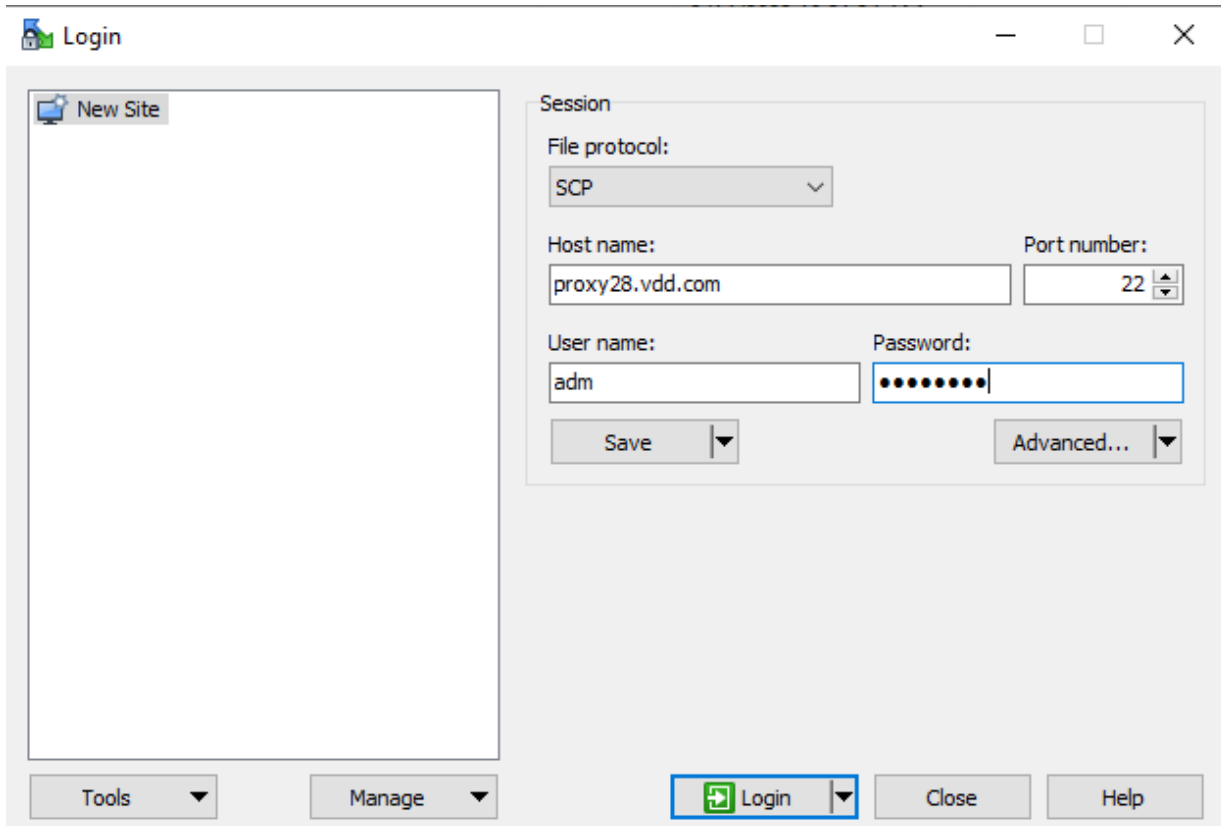 Login
New Site
Session
File protocol:
SCP
Host name:
Port number:
proxy28.vdd.com
22
User name:
Password:
adm
●●●●●●●●
Save
Advanced...
Tools
Manage
Login
Close
Help